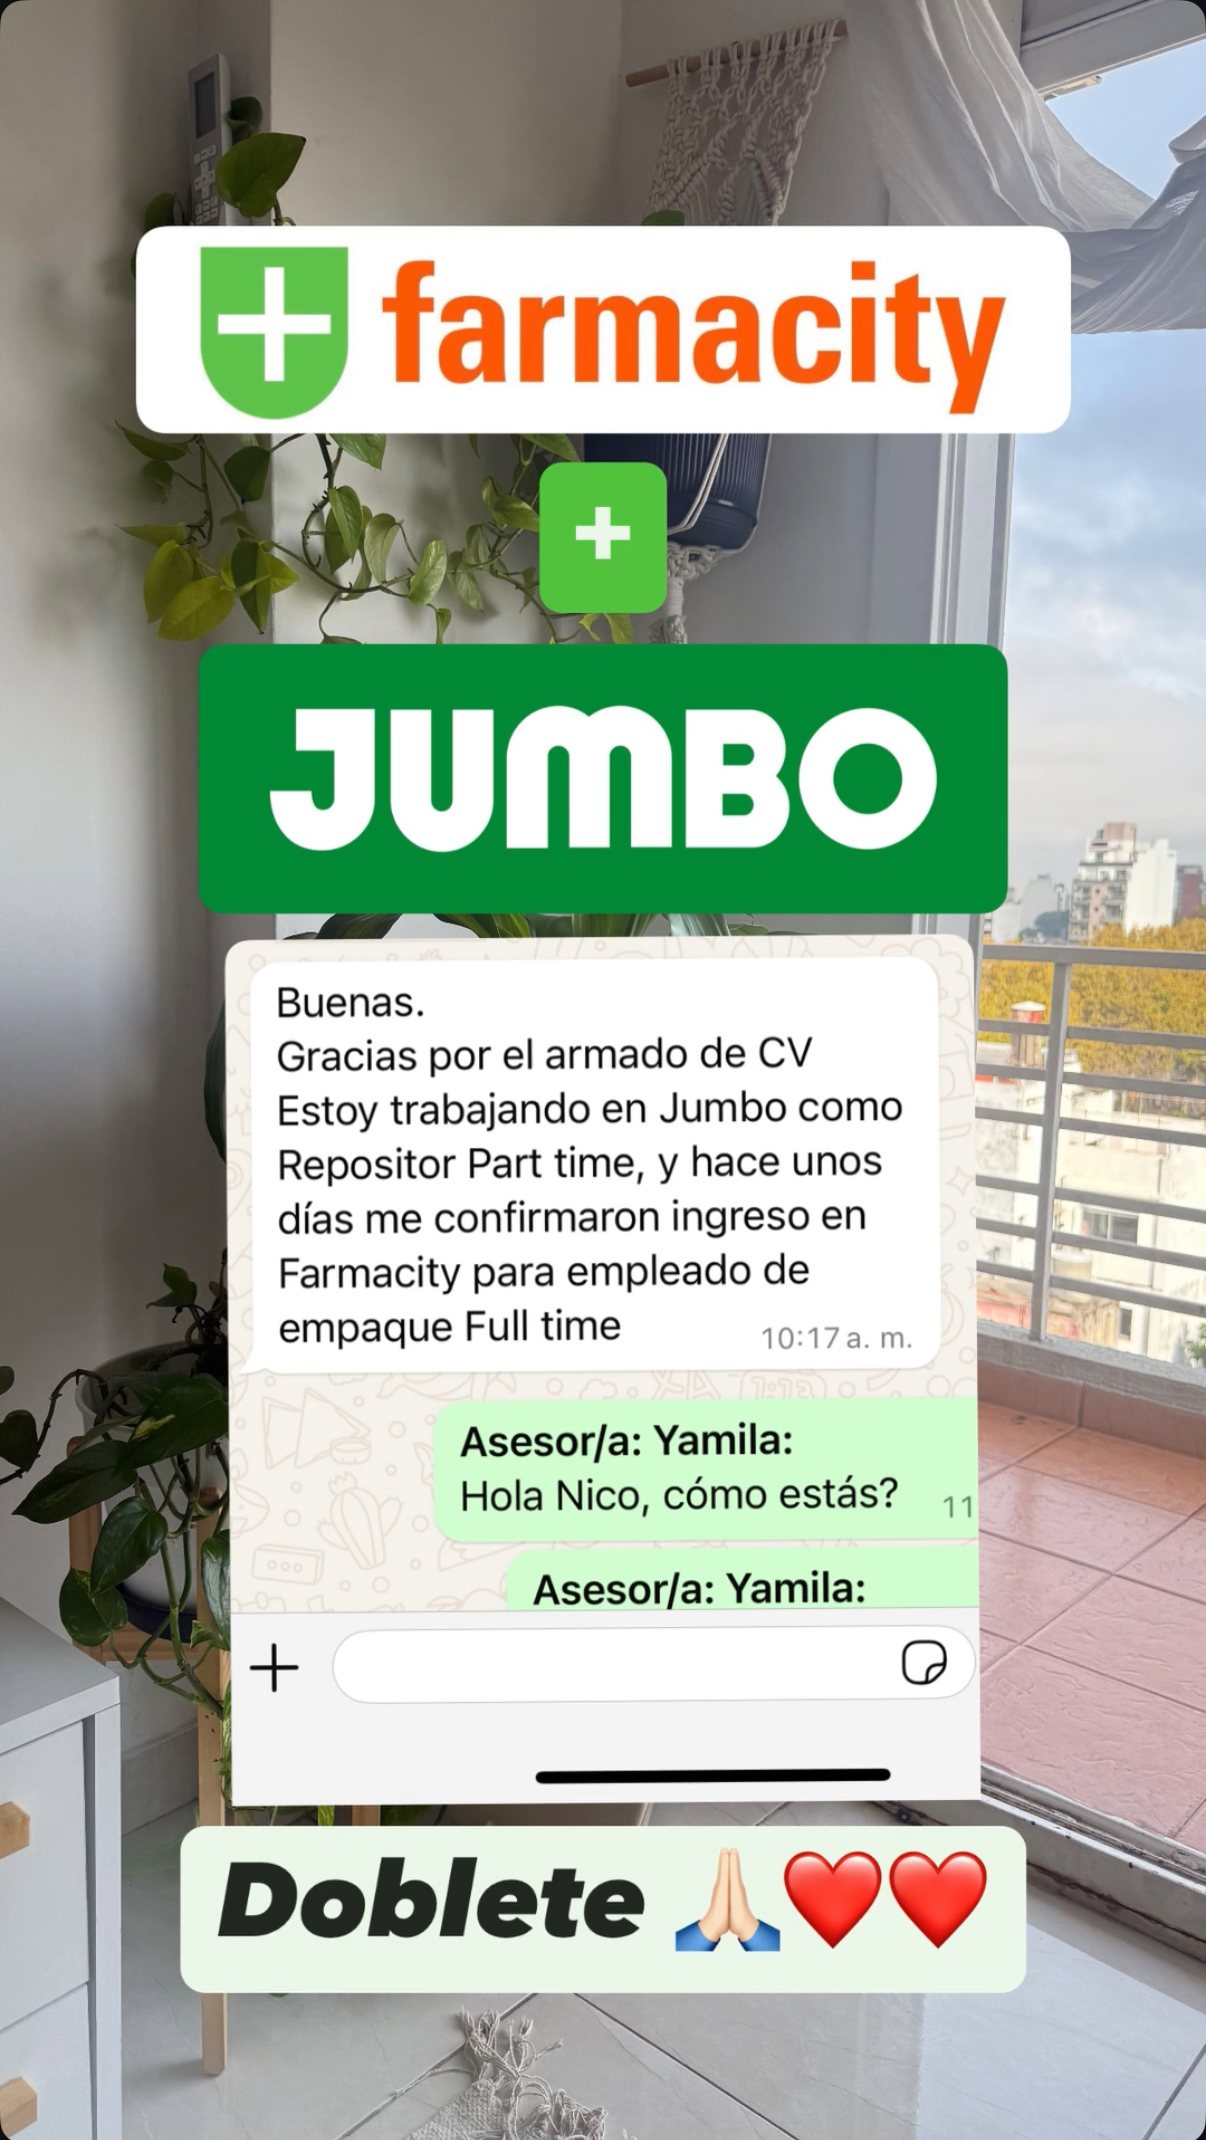 farmacity
+
JUMBO
Buenas.
Gracias por el armado de CV
Estoy trabajando en Jumbo como
Repositor Part time, y hace unos
días me confirmaron ingreso en
Farmacity para empleado de
empaque Full time
10:17 a. m.
Asesor/a: Yamila:
Hola Nico, cómo estás?
11
Asesor/a: Yamila:
Doblete 🙏🏻❤️❤️